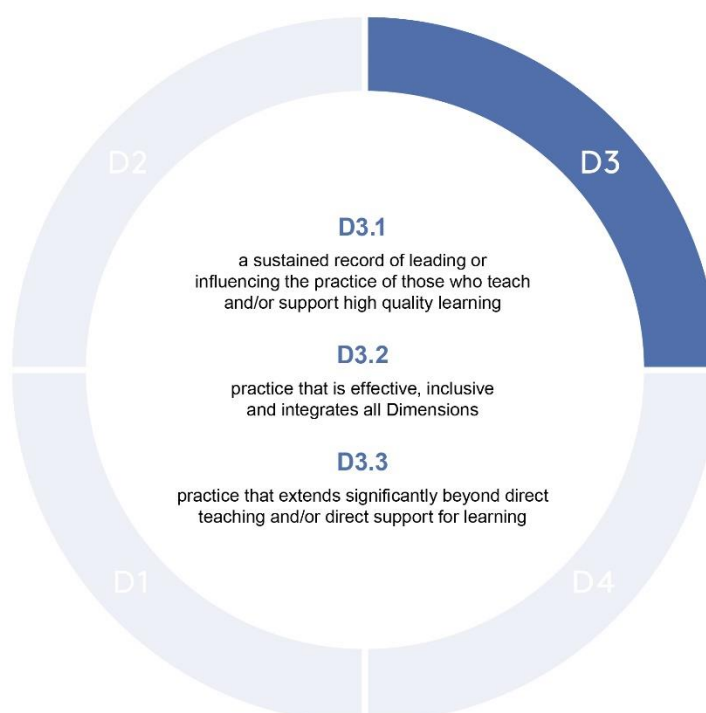 D2
D3
D3.1
a sustained record of leading or
influencing the practice of those who teach
and/or support high quality learning
D3.2
practice that is effective, inclusive
and integrates all Dimensions
D3.3
practice that extends significantly beyond direct
teaching and/or direct support for learning
D1
D4